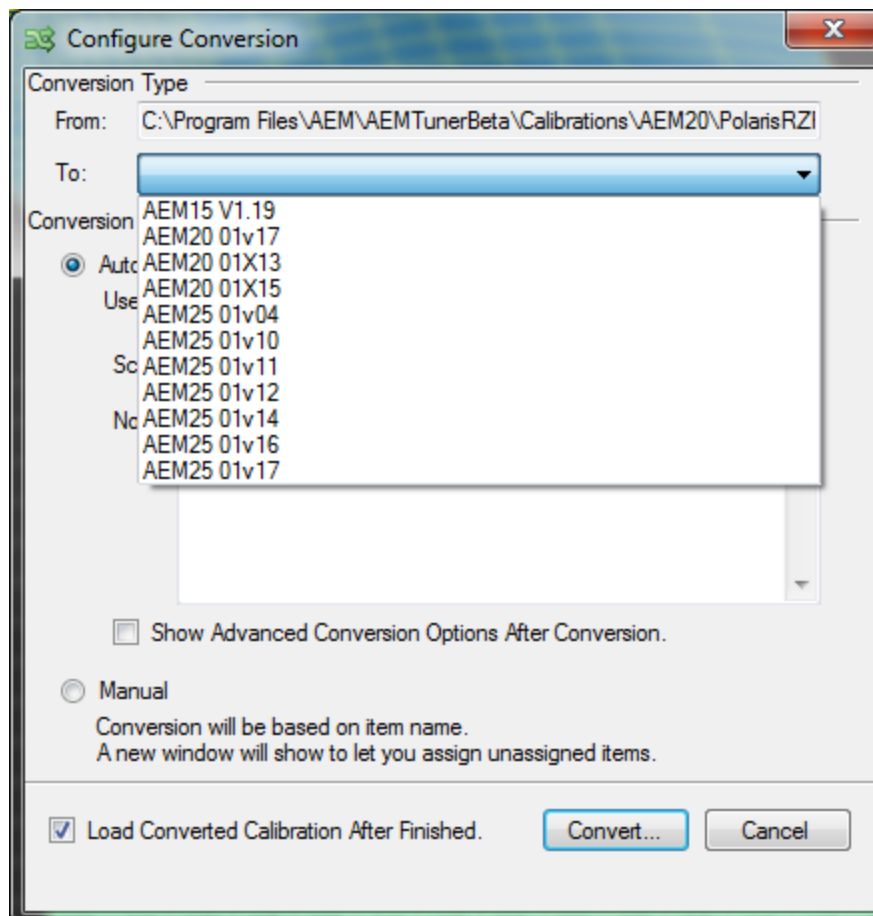 Configure Conversion
Conversion Type
From: C:\Program Files\AEM\AEMTunerBeta\Calibrations\AEM20\PolarisRZ
To:
AEM15 V1.19
Conversion
AEM20 01v17
AEM20 01X13
AEM20 01X15
AEM25 01v04
AEM25 01v10
AEM25 01v11
AEM25 01v12
AEM25 01v14
AEM25 01v16
AEM25 01v17
Use
Show Advanced Conversion Options After Conversion.
Manual
Conversion will be based on item name.
A new window will show to let you assign unassigned items.
Load Converted Calibration After Finished.
Convert...
Cancel